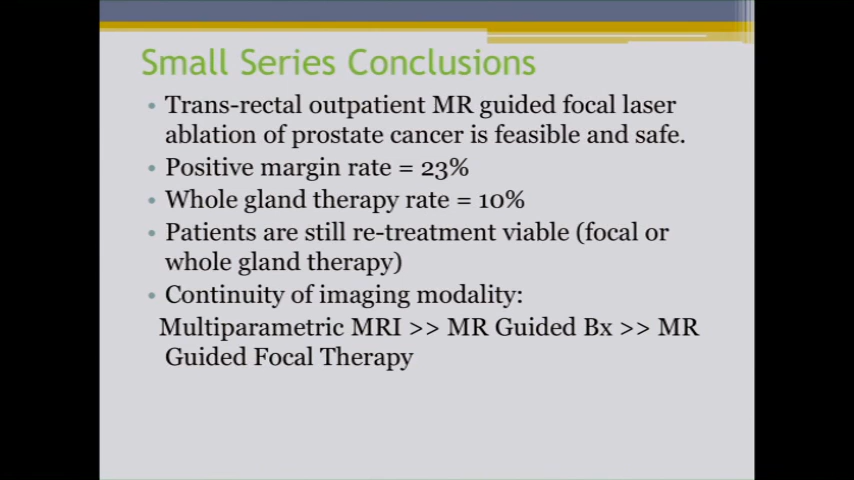 Small Series Conclusions
• Trans-rectal outpatient MR guided focal laser
ablation of prostate cancer is feasible and safe.
• Positive margin rate = 23%
• Whole gland therapy rate = 10%
• Patients are still re-treatment viable (focal or
whole gland therapy)
• Continuity of imaging modality:
Multiparametric MRI >> MR Guided Bx >> MR
Guided Focal Therapy